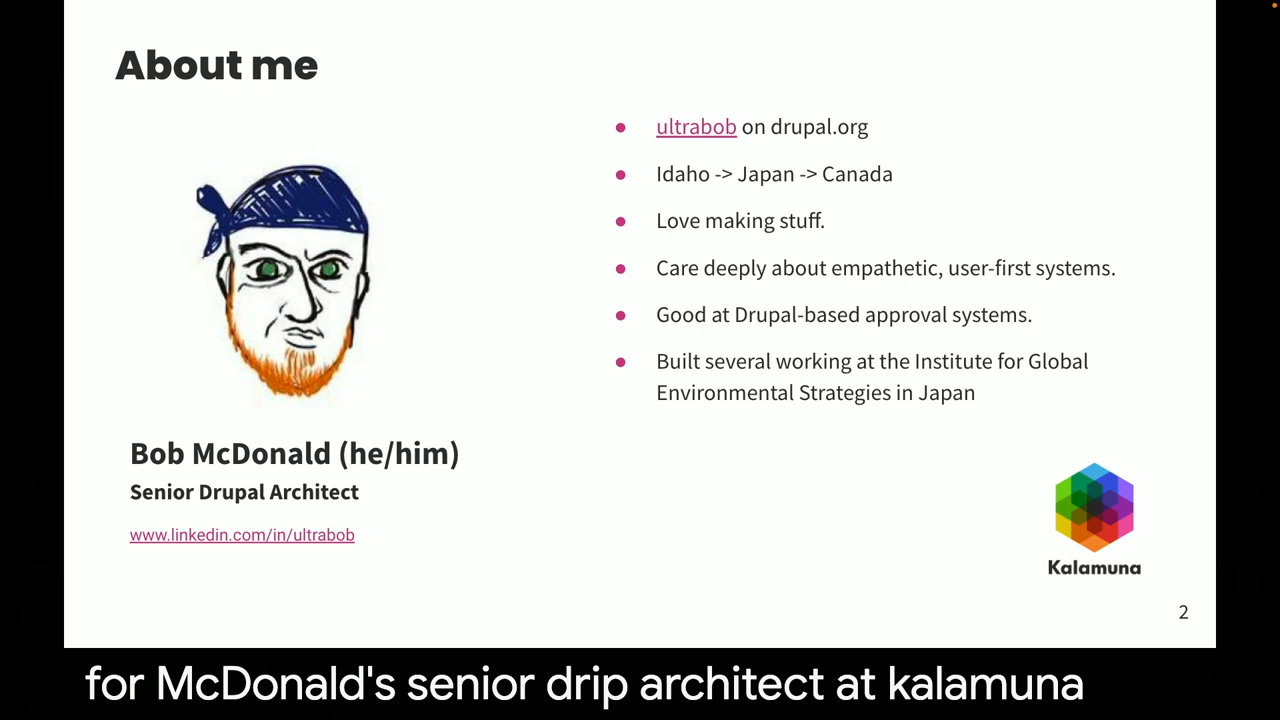 About me
ultrabob on drupal.org
Idaho -> Japan -> Canada
Love making stuff.
Care deeply about empathetic, user-first systems.
Good at Drupal-based approval systems.
Built several working at the Institute for Global
Environmental Strategies in Japan
Bob McDonald (he/him)
Senior Drupal Architect
www.linkedin.com/in/ultrabob
Kalamuna
2
for McDonald's senior drip architect at kalamuna